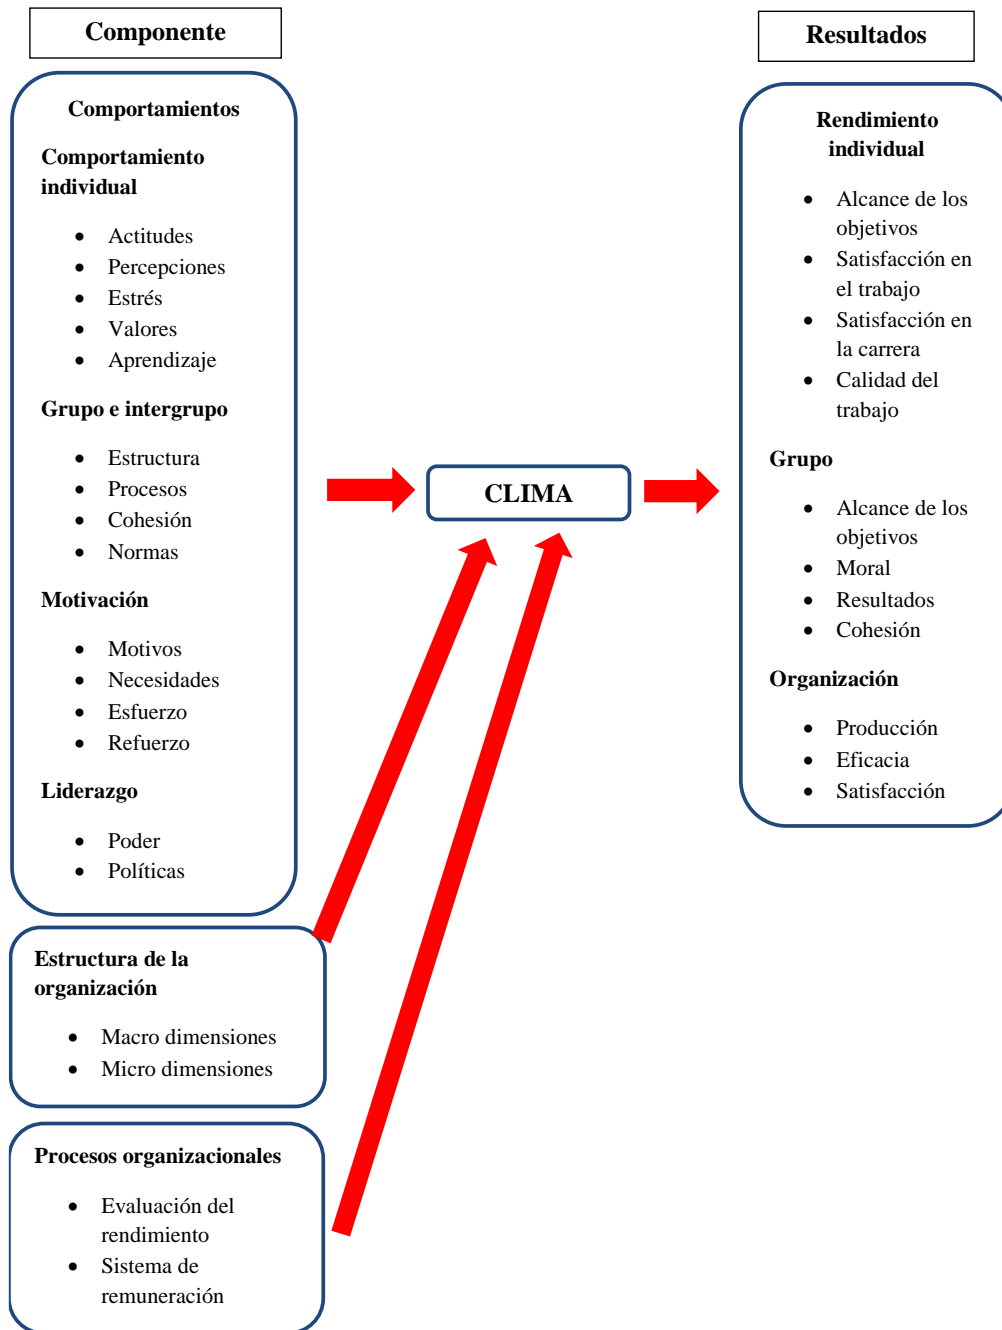 Componente
Comportamientos
Comportamiento
individual
• Actitudes
• Percepciones
• Estrés
• Valores
• Aprendizaje
Grupo e intergrupo
• Estructura
• Procesos
• Cohesión
• Normas
Motivación
• Motivos
• Necesidades
• Esfuerzo
• Refuerzo
Liderazgo
• Poder
• Políticas
Estructura de la
organización
• Macro dimensiones
• Micro dimensiones
Procesos organizacionales
• Evaluación del
rendimiento
• Sistema de
remuneración
CLIMA
Resultados
Rendimiento
individual
• Alcance de los
objetivos
• Satisfacción en
el trabajo
• Satisfacción en
la carrera
• Calidad del
trabajo
Grupo
• Alcance de los
objetivos
• Moral
• Resultados
• Cohesión
Organización
• Producción
• Eficacia
• Satisfacción